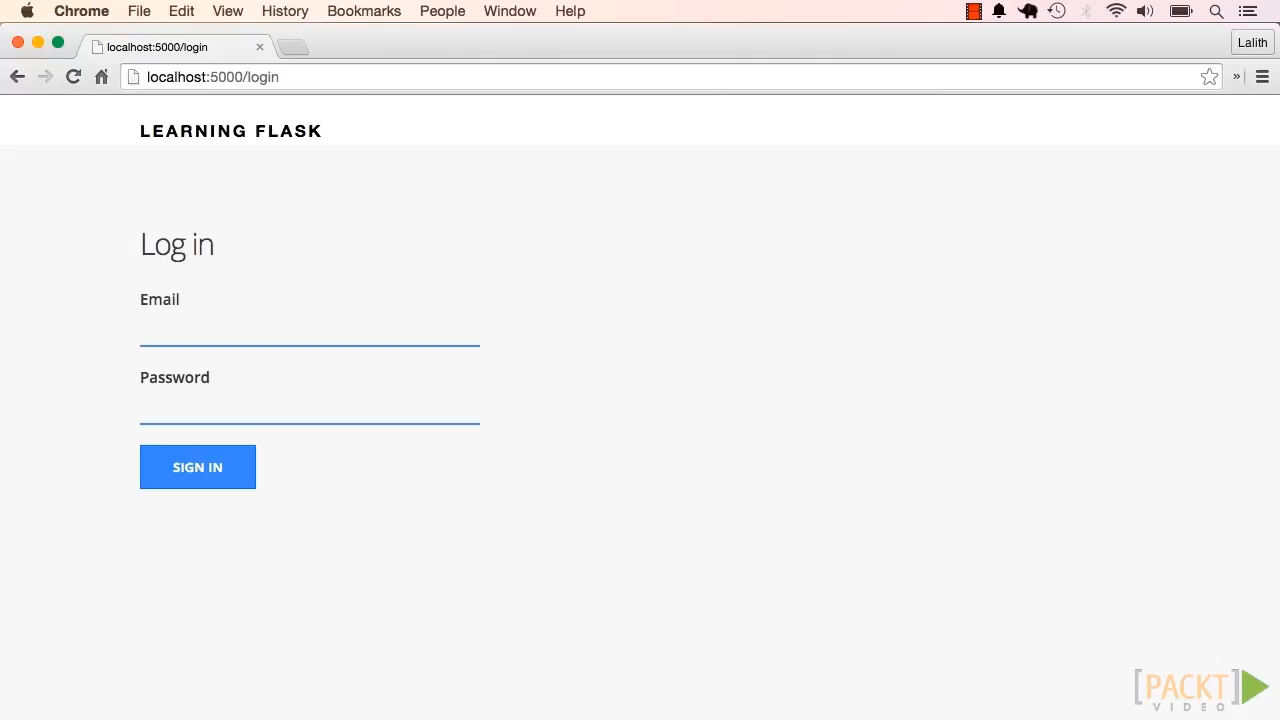 Chrome File Edit View History Bookmarks People Window Help
localhost:5000/login
Lalith
localhost:5000/login
LEARNING FLASK
Log in
Email
Password
SIGN IN
[PACKT]
VIDEO